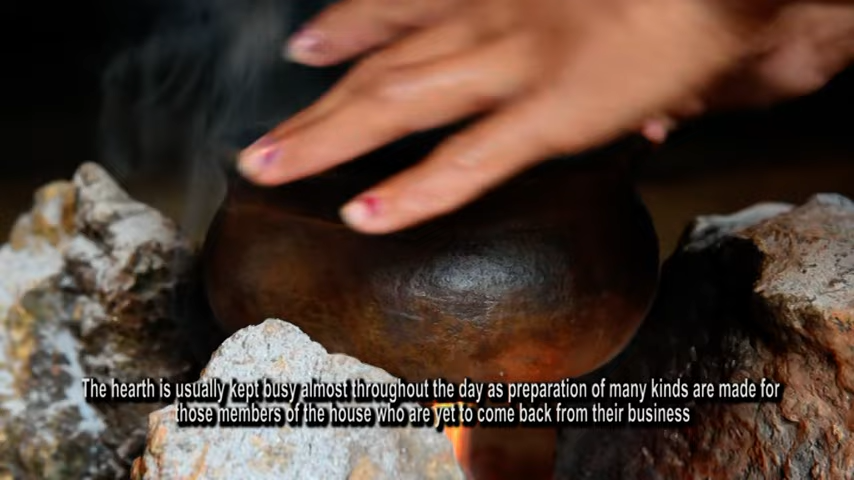 The hearth is usually kept busy almost throughout the day as preparation of many kinds are made for
those members of the house who are yet to come back from their business